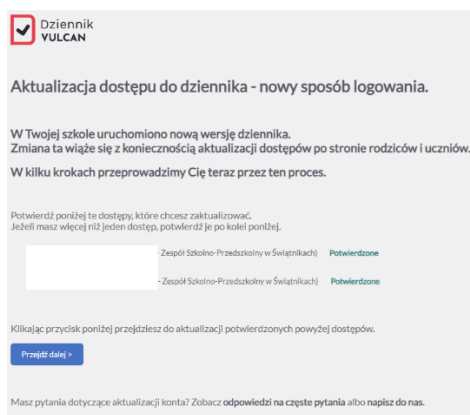 Dziennik
VULCAN
Aktualizacja dostępu do dziennika - nowy sposób logowania.
W Twojej szkole uruchomiono nową wersję dziennika.
Zmiana ta wiąże się z koniecznością aktualizacji dostępów po stronie rodziców i uczniów.
W kilku krokach przeprowadzimy Cię teraz przez ten proces.
Potwierdź poniżej te dostępy, które chcesz zaktualizować.
Jeżeli masz więcej niż jeden dostęp, potwierdź je po kolei poniżej.
- Zespół Szkolno-Przedszkolny w Świątnikach) Potwierdzone
- Zespół Szkolno-Przedszkolny w Świątnikach) Potwierdzone
Klikając przycisk poniżej przejdziesz do aktualizacji potwierdzonych powyżej dostępów.
Przejdź dalej >
Masz pytania dotyczące aktualizacji konta? Zobacz odpowiedzi na częste pytania albo napisz do nas.